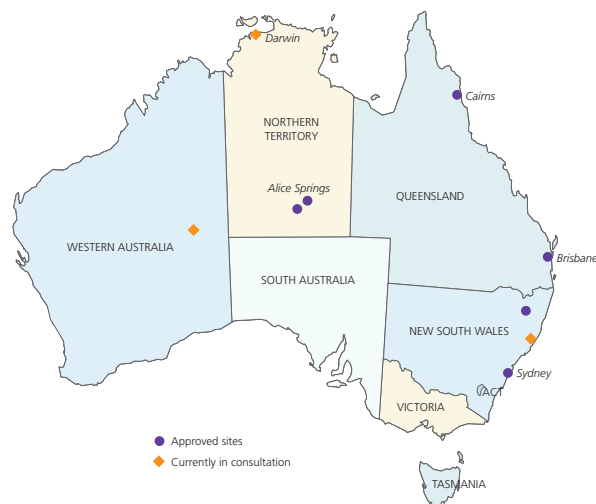 Darwin
Cairns
NORTHERN
TERRITORY
Alice Springs
QUEENSLAND
WESTERN AUSTRALIA
Brisbane
SOUTH AUSTRALIA
NEW SOUTH WALES
Sydney
ACT
VICTORIA
Approved sites
Currently in consultation
TASMANIA